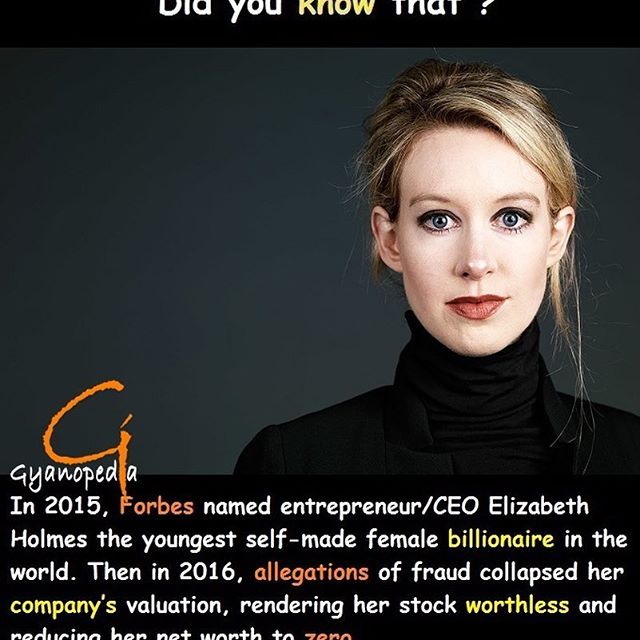 Did you know that ?
Gyanopedia
In 2015, Forbes named entrepreneur/CEO Elizabeth
Holmes the youngest self-made female billionaire in the
world. Then in 2016, allegations of fraud collapsed her
company's valuation, rendering her stock worthless and
reducing her net worth to zero